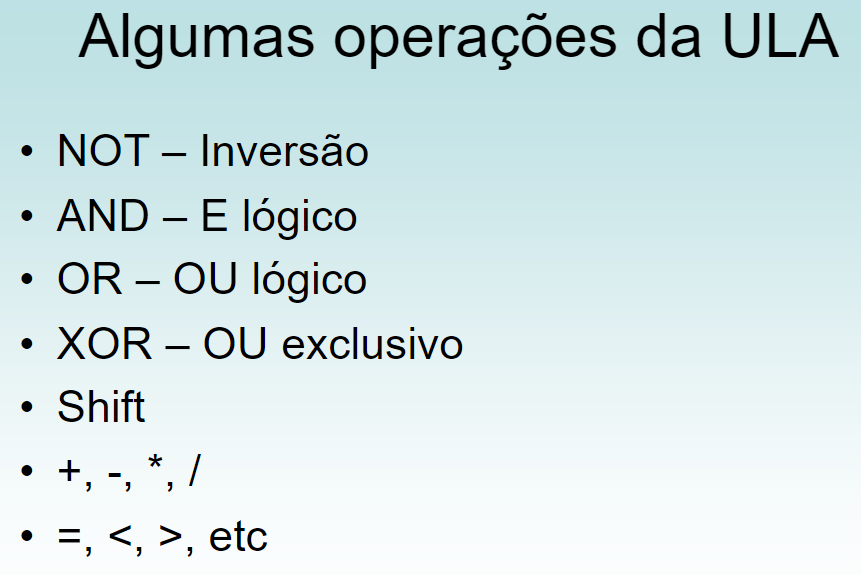 Algumas operações da ULA
• NOT – Inversão
• AND – E lógico
• OR – OU lógico
• XOR – OU exclusivo
• Shift
• +, -, *, /
• =, <, >, etc